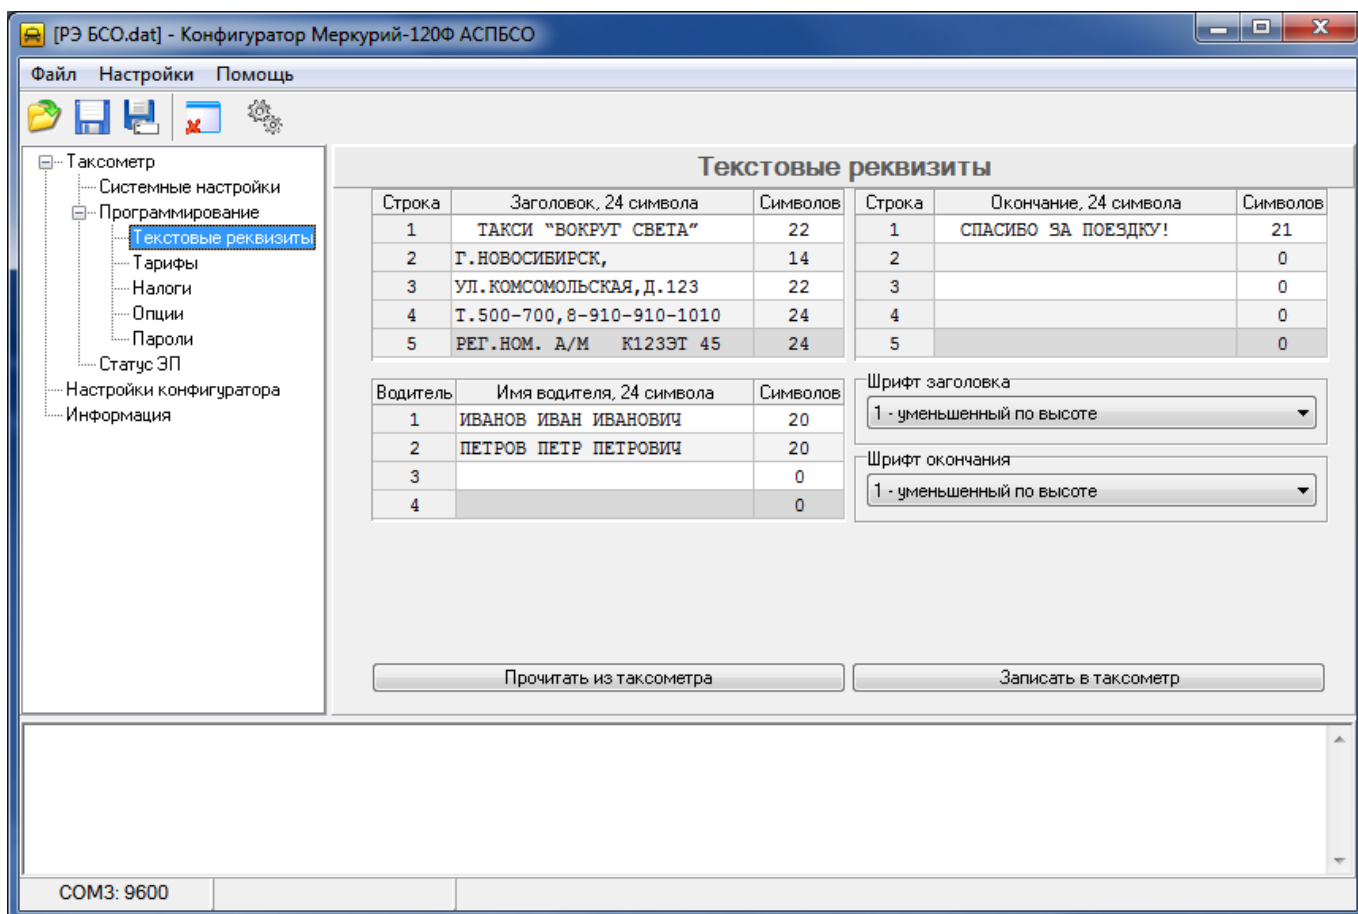 [РЭ БСО.dat] - Конфигуратор Меркурий-120Ф АСПБСО
Файл Настройки Помощь
Таксометр
Системные настройки
Программирование
Текстовые реквизиты
Тарифы
Налоги
Опции
Пароли
Статус ЭП
Настройки конфигуратора
Информация
Текстовые реквизиты
Строка Заголовок, 24 символа Символов
1 ТАКСИ “ВОКРУГ СВЕТА” 22
2 Г.НОВОСИБИРСК, 14
3 УЛ.КОМСОМОЛЬСКАЯ,Д.123 22
4 Т.500-700,8-910-910-1010 24
5 РЕГ.НОМ. А/М К123ЭТ 45 24
Строка Окончание, 24 символа Символов
1 СПАСИБО ЗА ПОЕЗДКУ! 21
2 0
3 0
4 0
5 0
Водитель Имя водителя, 24 символа Символов
1 ИВАНОВ ИВАН ИВАНОВИЧ 20
2 ПЕТРОВ ПЕТР ПЕТРОВИЧ 20
3 0
4 0
Шрифт заголовка
1 - уменьшенный по высоте
Шрифт окончания
1 - уменьшенный по высоте
Прочитать из таксометра
Записать в таксометр
COM3: 9600